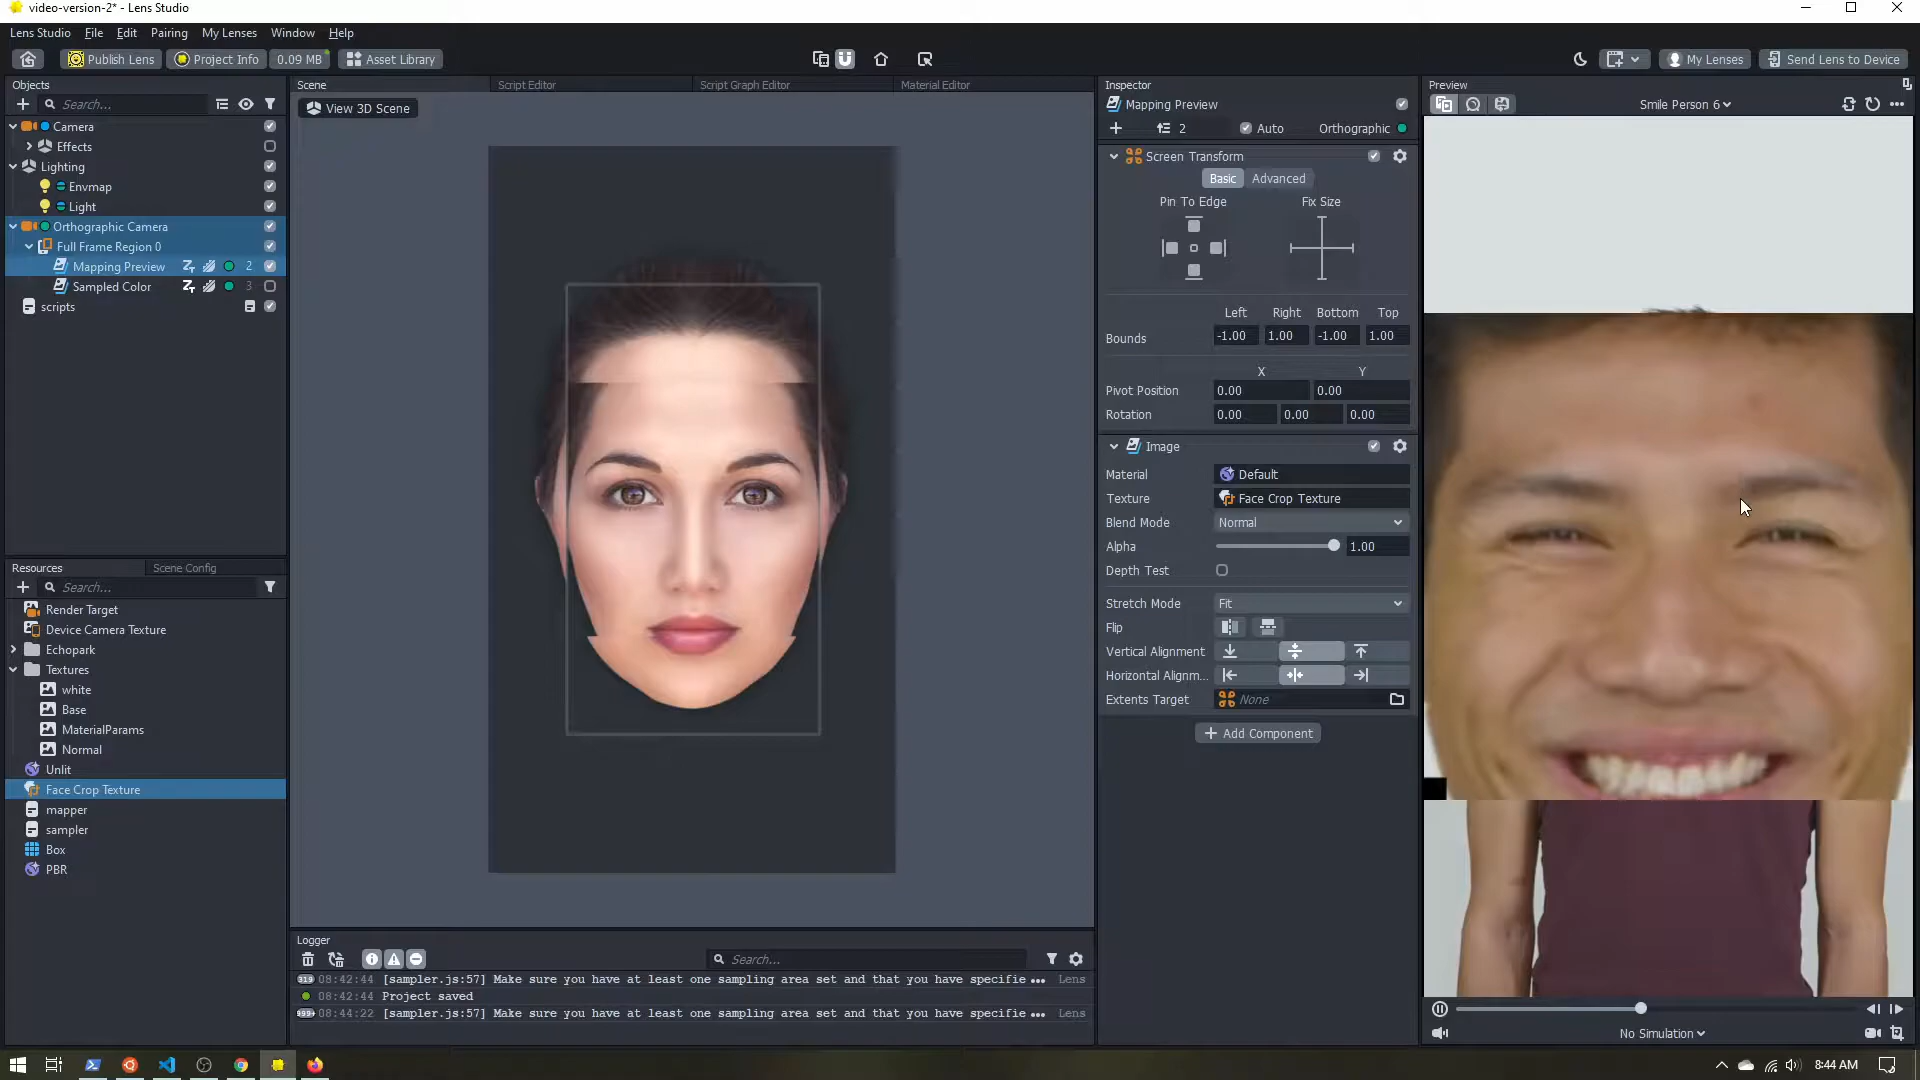 video-version-2* - Lens Studio
Lens Studio File Edit Pairing My Lenses Window Help
Publish Lens Project Info 0.09 MB Asset Library My Lenses Send Lens to Device
Objects
Search...
Camera
Effects
Lighting
Envmap
Light
Orthographic Camera
Full Frame Region 0
Mapping Preview 2
Sampled Color 3
scripts
Resources Scene Config
Search...
Render Target
Device Camera Texture
Echopark
Textures
white
Base
MaterialParams
Normal
Unlit
Face Crop Texture
mapper
sampler
Box
PBR
Scene Script Editor Script Graph Editor Material Editor
View 3D Scene
Logger
Search...
08:42:44 [sampler.js:57] Make sure you have at least one sampling area set and that you have specifie ••• Lens
08:42:44 Project saved
999+ 08:44:22 [sampler.js:57] Make sure you have at least one sampling area set and that you have specifie ••• Lens
Inspector
Mapping Preview
2 Auto Orthographic
Screen Transform
Basic Advanced
Pin To Edge Fix Size
Left Right Bottom Top
Bounds -1.00 1.00 -1.00 1.00
X Y
Pivot Position 0.00 0.00
Rotation 0.00 0.00 0.00
Image
Material Default
Texture Face Crop Texture
Blend Mode Normal
Alpha 1.00
Depth Test
Stretch Mode Fit
Flip
Vertical Alignment
Horizontal Alignm...
Extents Target None
+ Add Component
Preview
Smile Person 6
No Simulation
8:44 AM